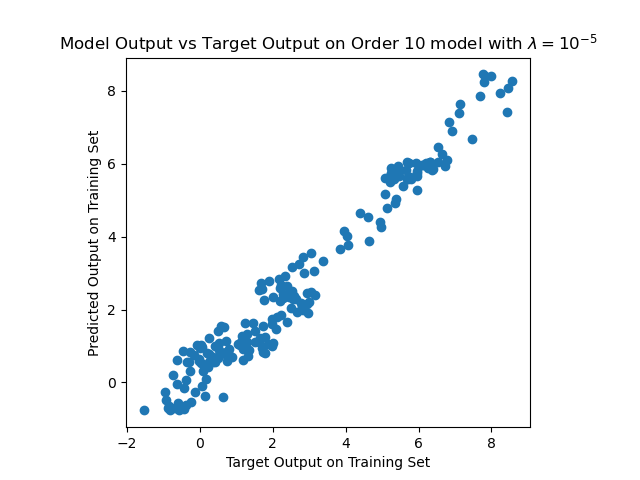 Model Output vs Target Output on Order 10 model with λ = 10⁻⁵
Predicted Output on Training Set
8
6
4
2
0
−2 0 2 4 6 8
Target Output on Training Set